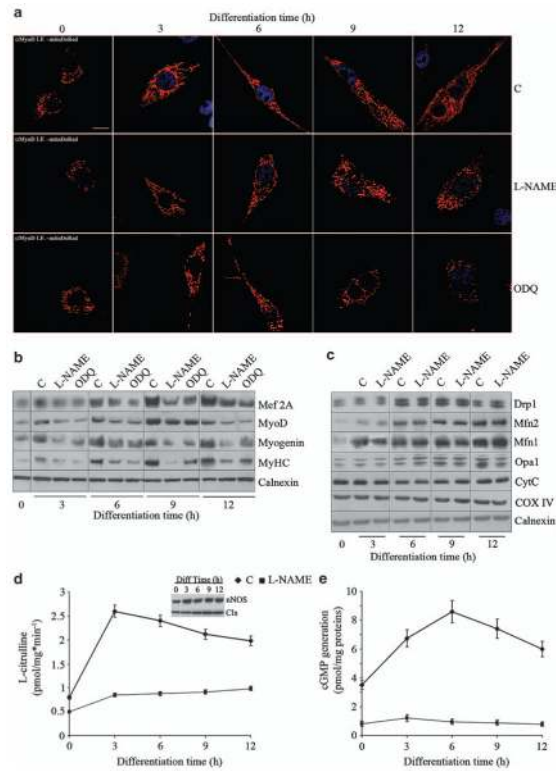 a
Differentiation time (h)
0 3 6 9 12
C
L-NAME
ODQ
b
C L-NAME ODQ C L-NAME ODQ C L-NAME ODQ C L-NAME ODQ
Mef 2A
MyoD
Myogenin
MyHC
Calnexin
0 3 6 9 12
Differentiation time (h)
c
C L-NAME C L-NAME C L-NAME C L-NAME
Drp1
Mfn2
Mfn1
Opa1
CytC
COX IV
Calnexin
0 3 6 9 12
Differentiation time (h)
d
Diff Time (h)
0 3 6 9 12
nNOS
Cln
C L-NAME
L-citrulline
(pmol/mg*min⁻¹)
3
2.5
2
1.5
1
0.5
0
0 3 6 9 12
Differentiation time (h)
e
cGMP generation
(pmol/mg proteins)
10
8
6
4
2
0
0 3 6 9 12
Differentiation time (h)